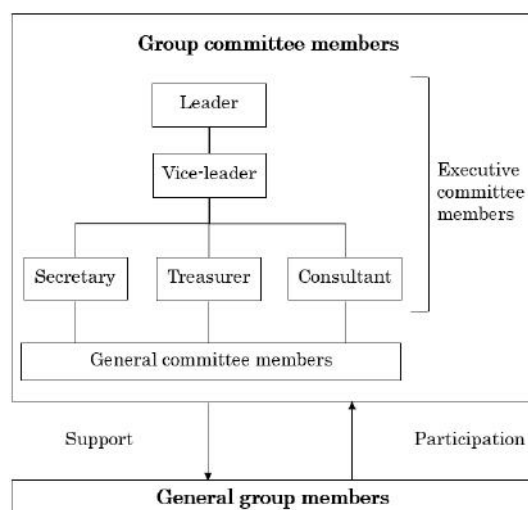 Group committee members
Leader
Vice-leader
Executive
committee
members
Secretary
Treasurer
Consultant
General committee members
Support
Participation
General group members